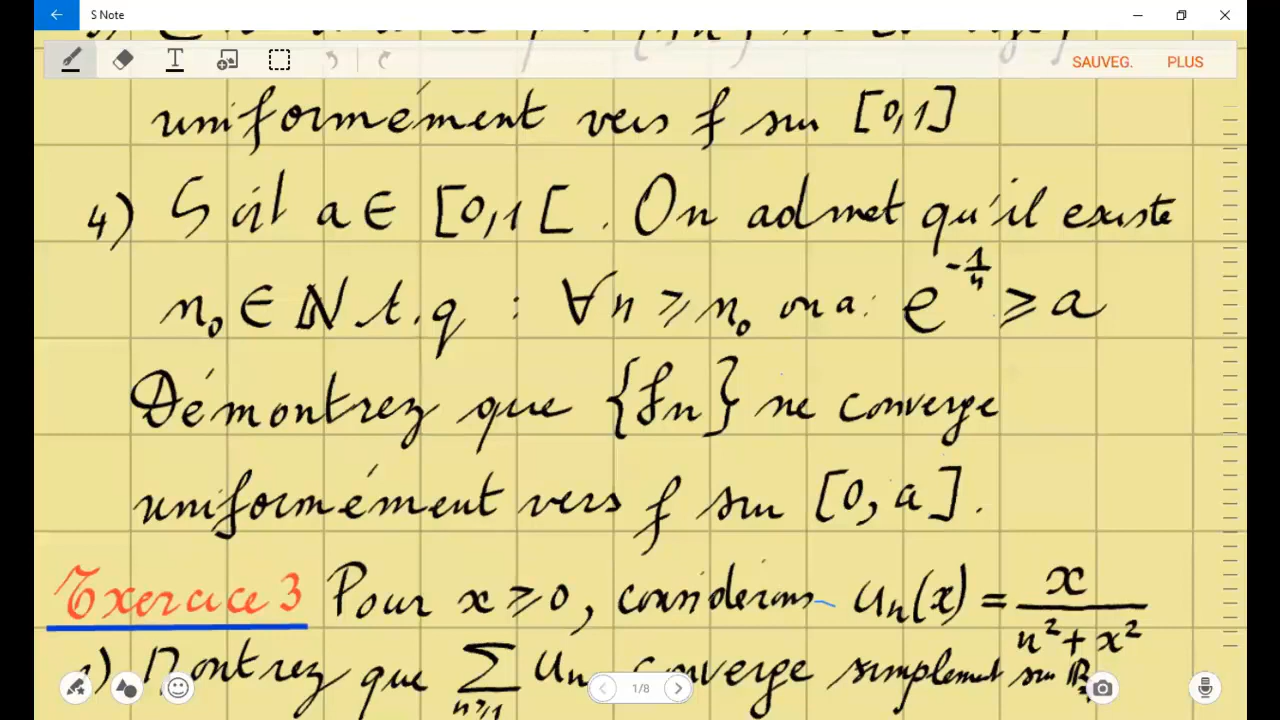 S Note
SAUVEG. PLUS
uniformément vers f sur [0,1]
4) Soit a ∈ [0,1[ . On admet qu'il existe
n₀ ∈ ℕ t.q : ∀n ≥ n₀ on a : e^(-1/n) ≥ a
Démontrez que {fn} ne converge
uniformément vers f sur [0, a].
Exercice 3 Pour x ≥ 0, considérons un(x) = x / (n² + x²)
1) Montrez que ∑ n≥1 un converge simplement sur ℝ
1/8